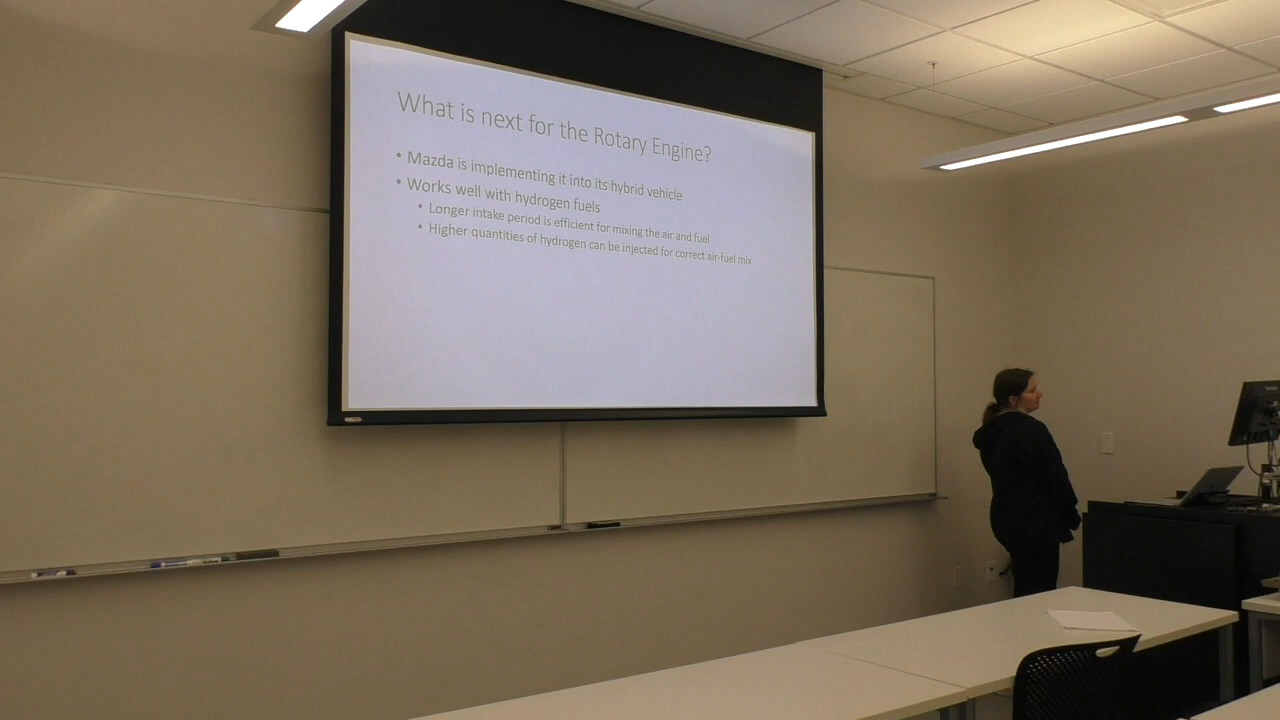 What is next for the Rotary Engine?
• Mazda is implementing it into its hybrid vehicle
• Works well with hydrogen fuels
• Longer intake period is efficient for mixing the air and fuel
• Higher quantities of hydrogen can be injected for correct air-fuel mix